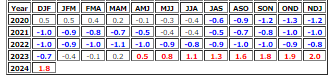 Year DJF JFM FMA MAM AMJ MJJ JJA JAS ASO SON OND NDJ
2020 0.5 0.5 0.4 0.2 -0.1 -0.3 -0.4 -0.6 -0.9 -1.2 -1.3 -1.2
2021 -1.0 -0.9 -0.8 -0.7 -0.5 -0.4 -0.4 -0.5 -0.7 -0.8 -1.0 -1.0
2022 -1.0 -0.9 -1.0 -1.1 -1.0 -0.9 -0.8 -0.9 -1.0 -1.0 -0.9 -0.8
2023 -0.7 -0.4 -0.1 0.2 0.5 0.8 1.1 1.3 1.6 1.8 1.9 2.0
2024 1.8